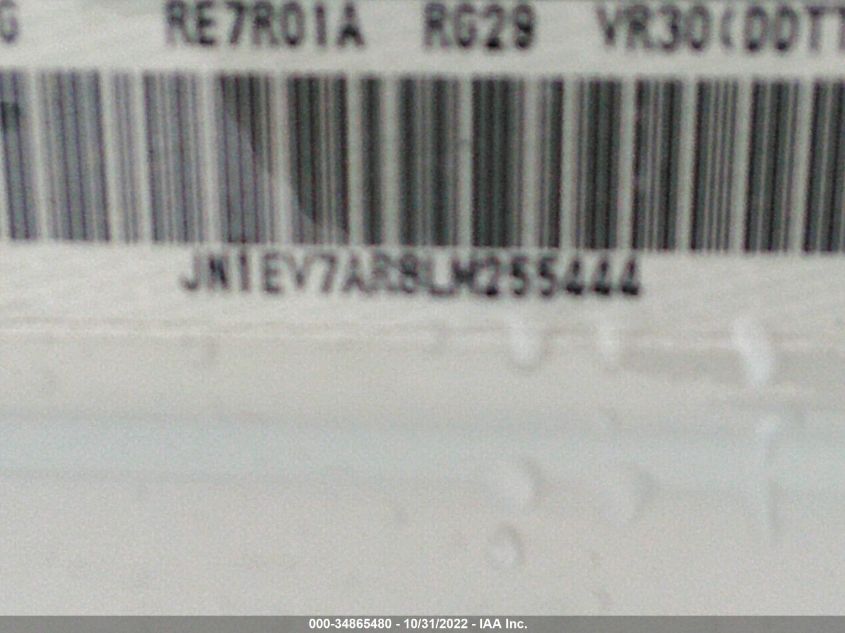 G RE7R01A RG29 VR30(DDTT
JN1EV7AR8LM255444
000-34865480 - 10/31/2022 - IAA Inc.